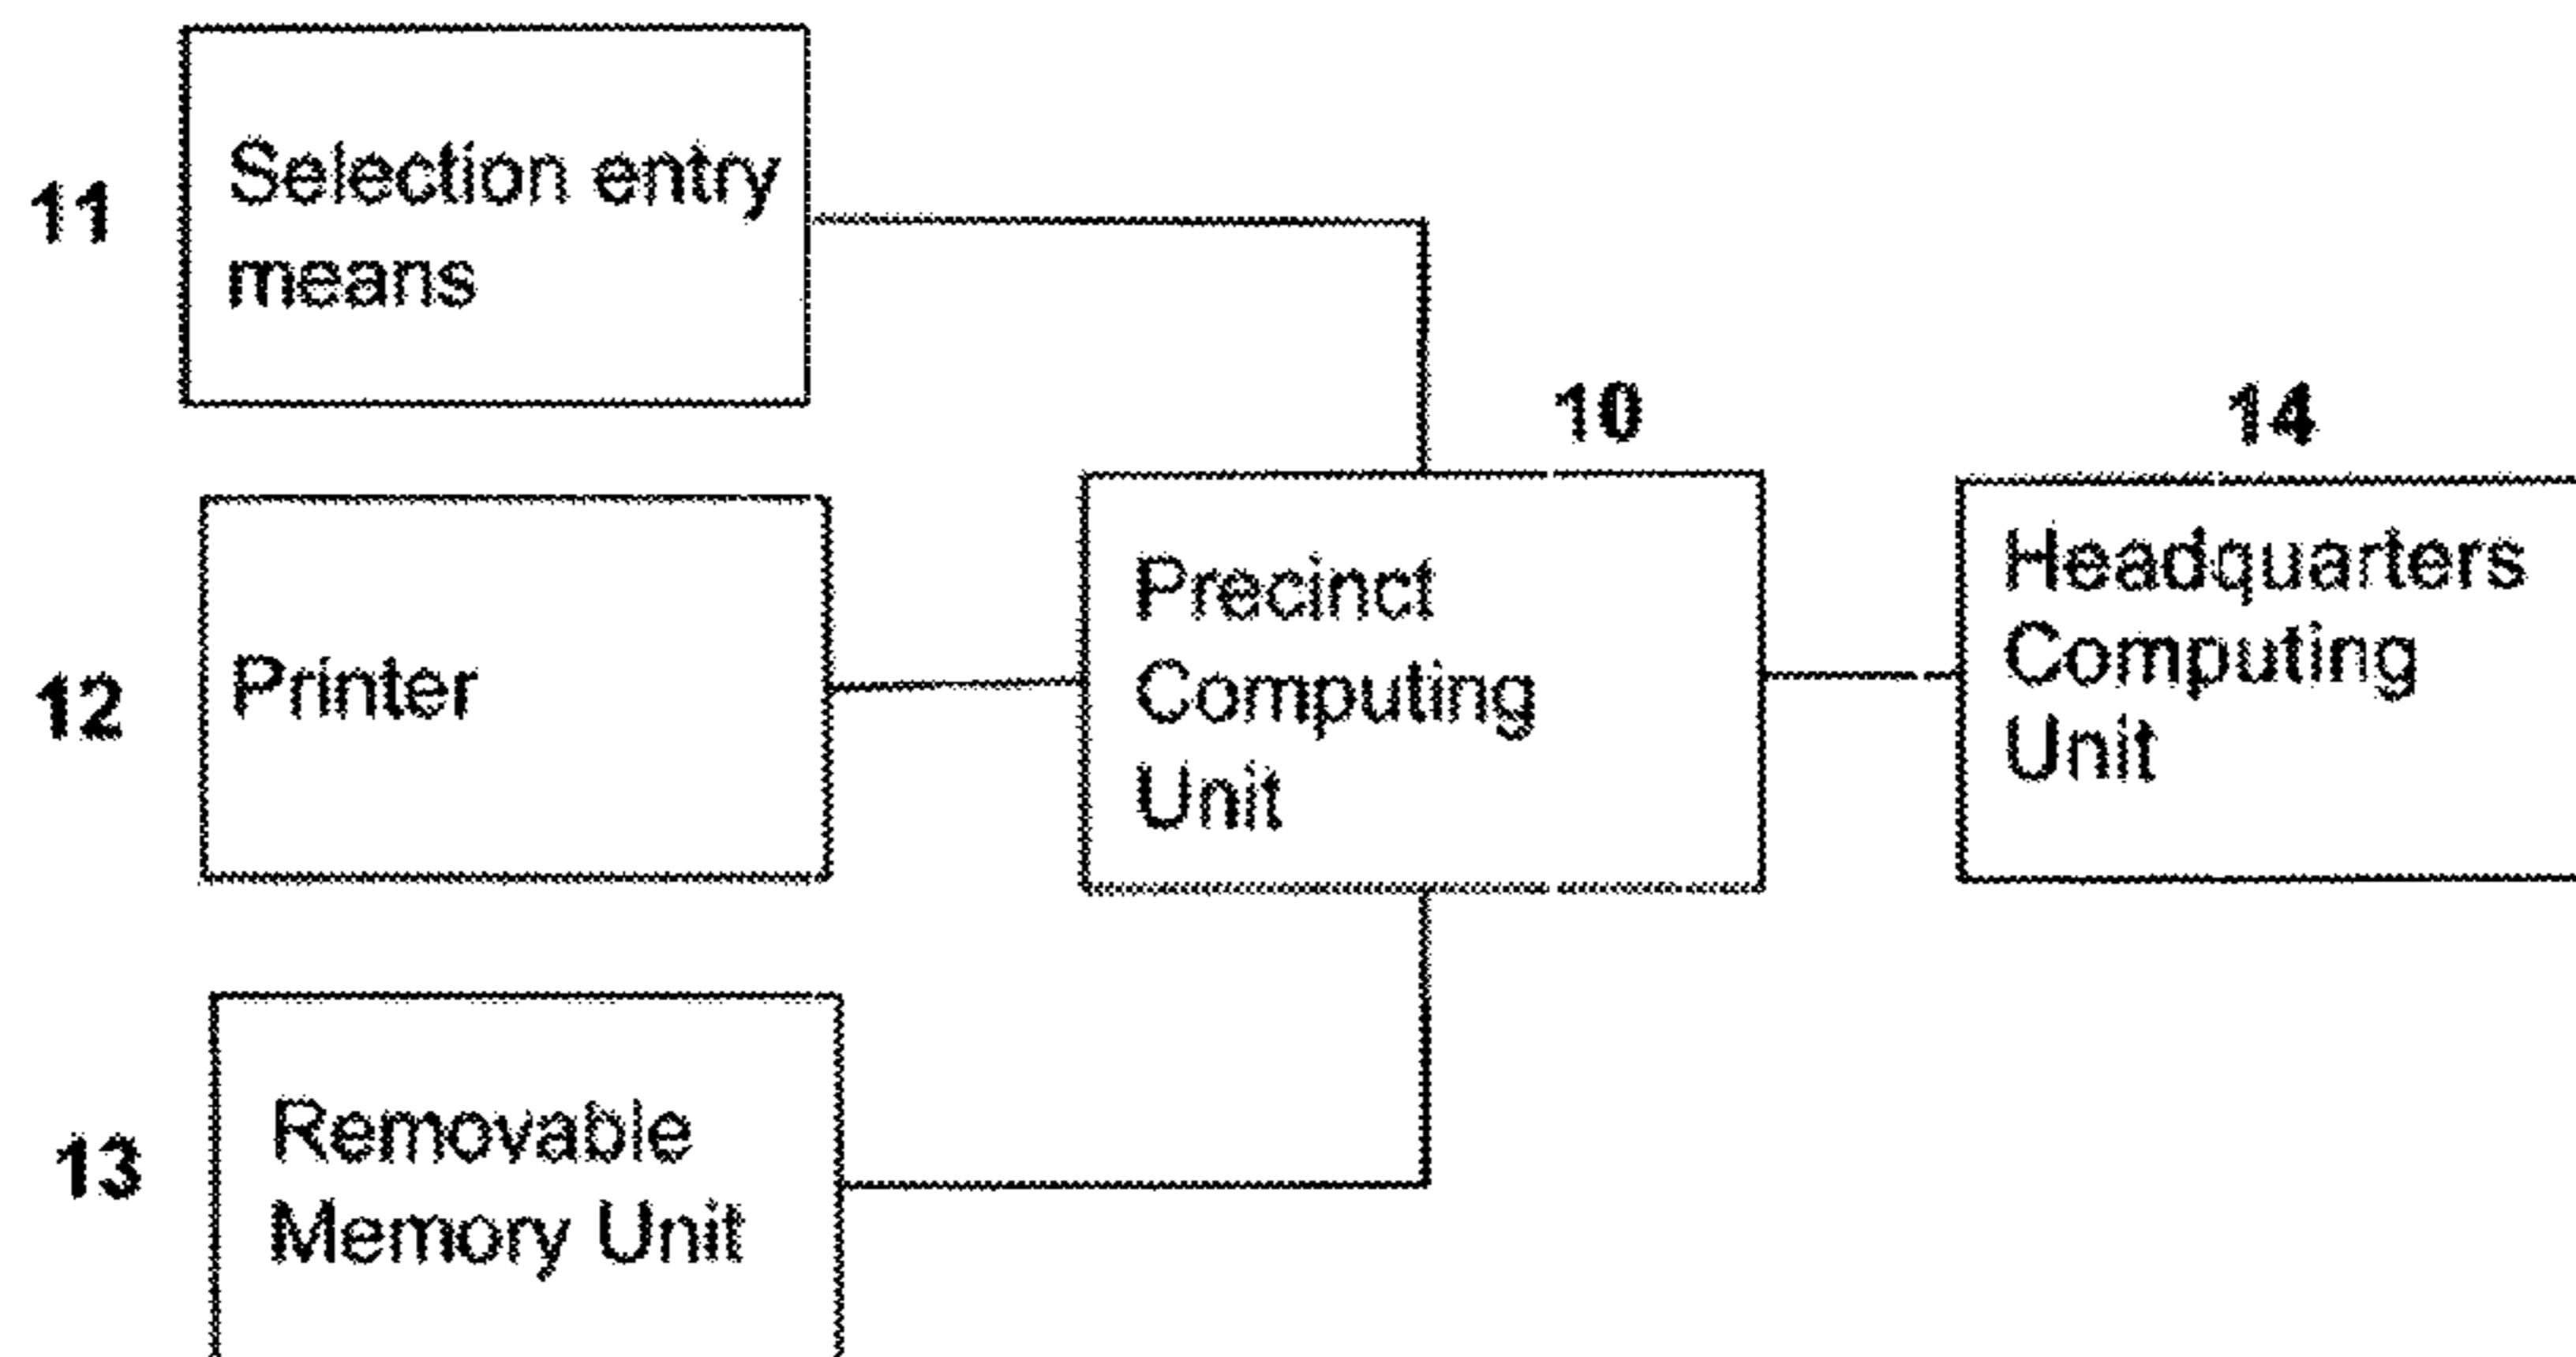 11
Selection entry
means
10
14
12
Printer
Precinct
Computing
Unit
Headquarters
Computing
Unit
13
Removable
Memory Unit